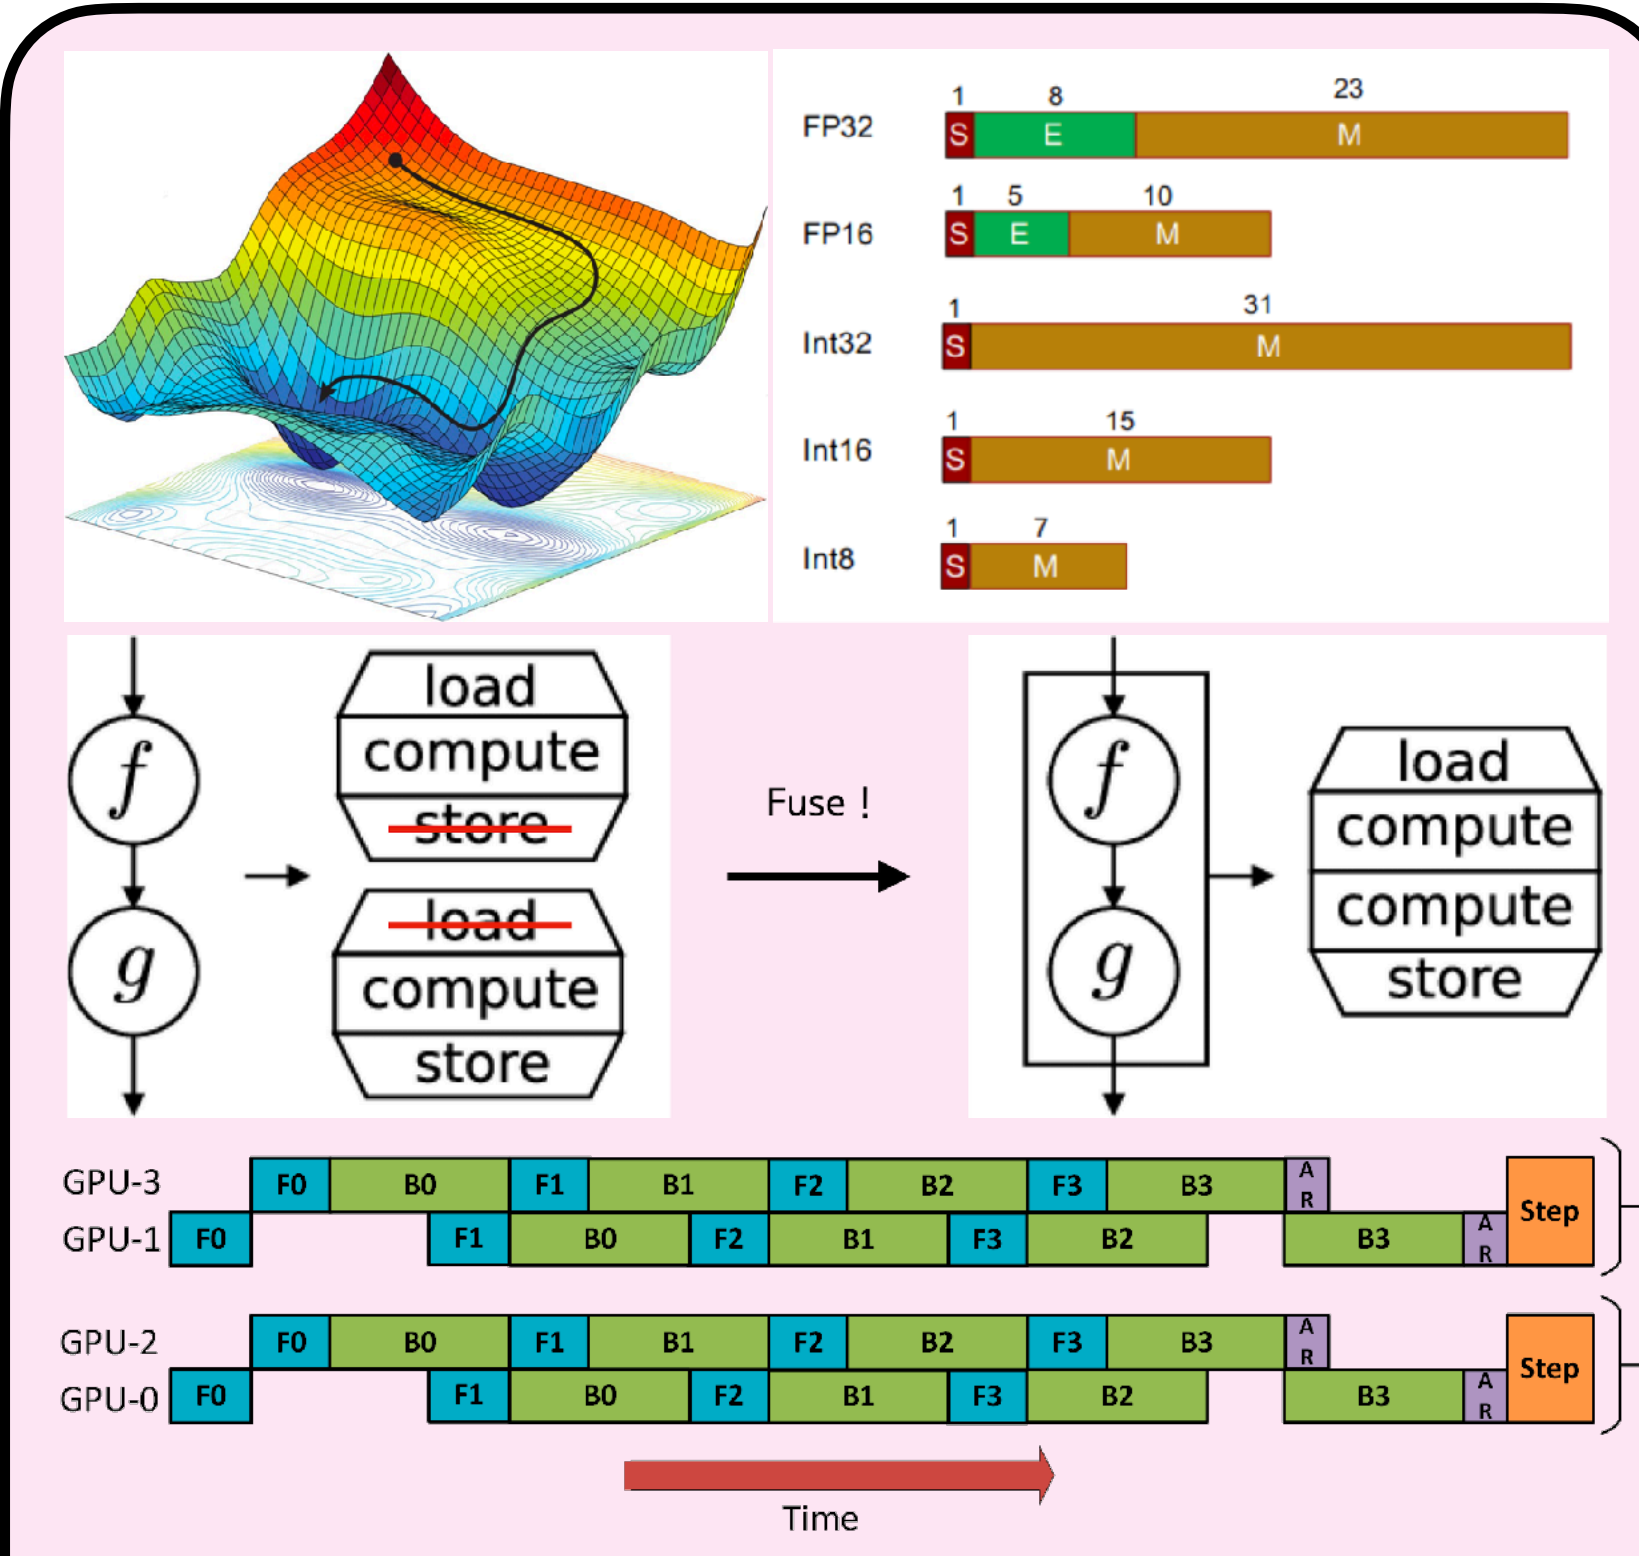 1 8 23
FP32 S E M
1 5 10
FP16 S E M
1 31
Int32 S M
1 15
Int16 S M
1 7
Int8 S M
f
g
load
compute
store
load
compute
store
Fuse !
f
g
load
compute
compute
store
GPU-3 F0 B0 F1 B1 F2 B2 F3 B3 A R
GPU-1 F0 F1 B0 F2 B1 F3 B2 B3 A R
Step
GPU-2 F0 B0 F1 B1 F2 B2 F3 B3 A R
GPU-0 F0 F1 B0 F2 B1 F3 B2 B3 A R
Step
Time